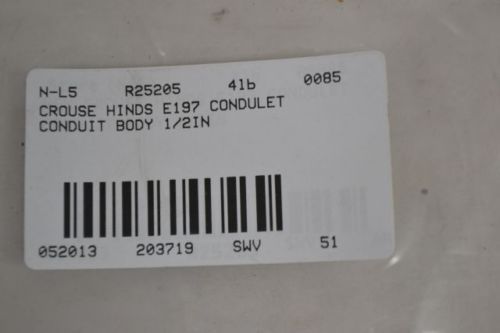 N-L5 R25205 41b 0085
CROUSE HINDS E197 CONDULET
CONDUIT BODY 1/2IN
052013 203719 SWV 51